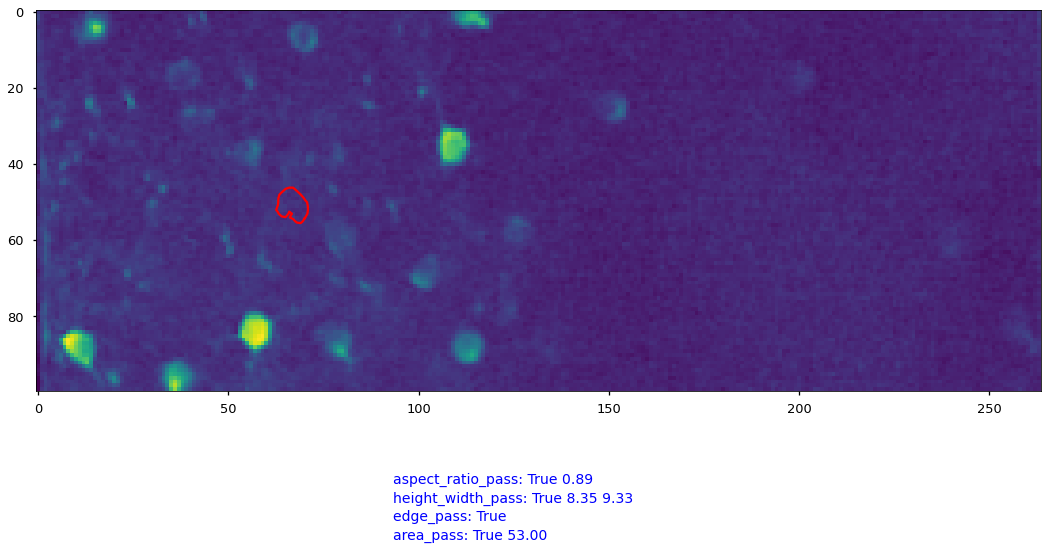 0
20
40
60
80
0 50 100 150 200 250
aspect_ratio_pass: True 0.89
height_width_pass: True 8.35 9.33
edge_pass: True
area_pass: True 53.00